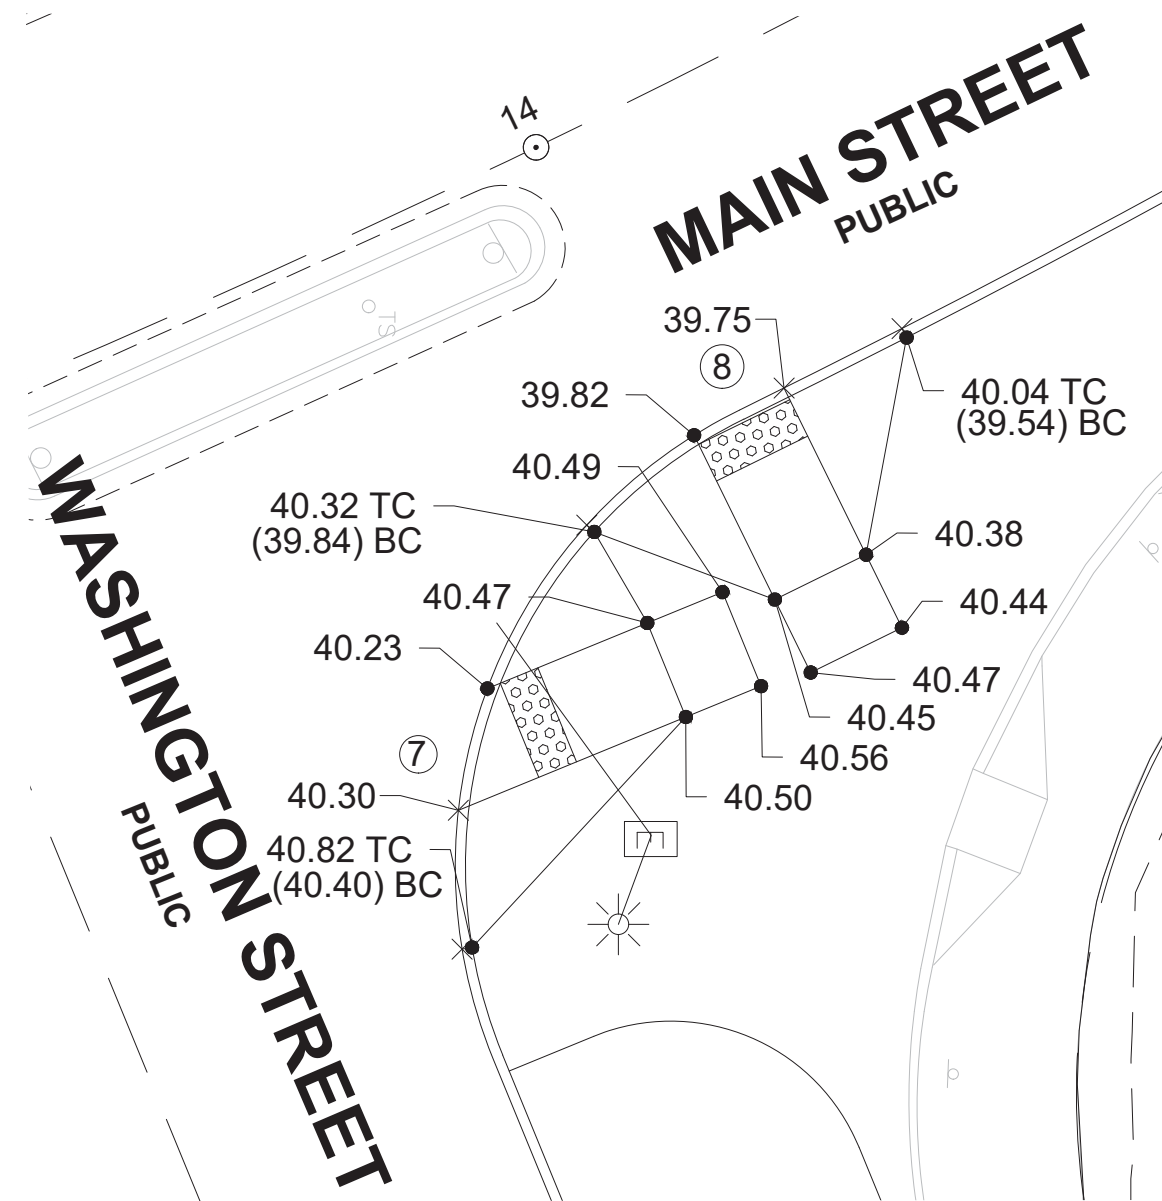 14
MAIN STREET
PUBLIC
TS
39.75
8
39.82
40.04 TC
(39.54) BC
40.49
40.32 TC
(39.84) BC
40.38
40.47
40.44
40.23
40.47
40.45
7
40.56
40.30
40.50
40.82 TC
(40.40) BC
WASHINGTON STREET
PUBLIC